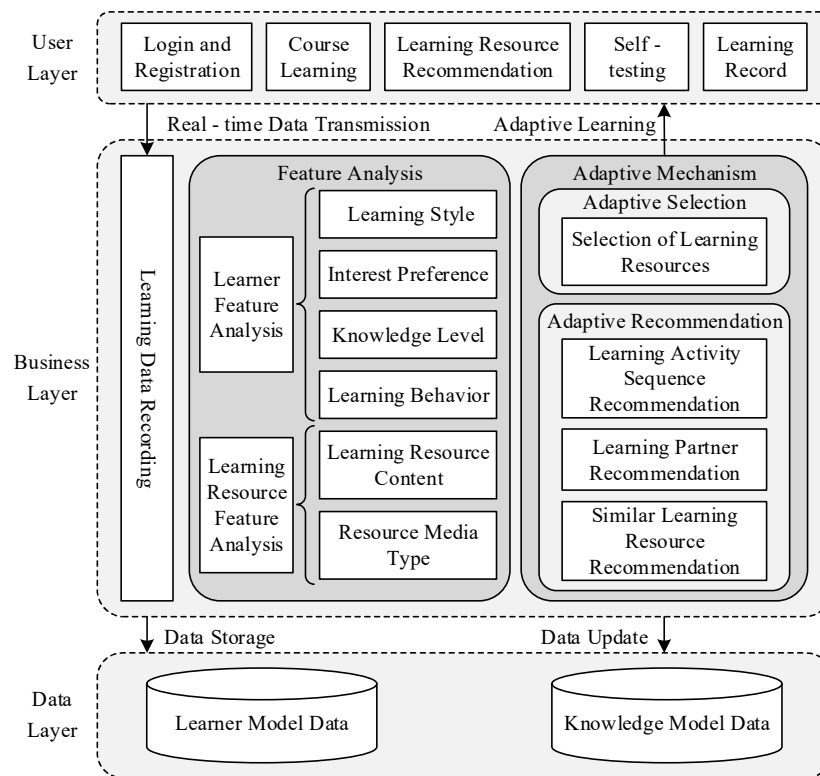 User
Layer
Login and
Registration
Course
Learning
Learning Resource
Recommendation
Self -
testing
Learning
Record
Real - time Data Transmission
Adaptive Learning
Business
Layer
Learning Data Recording
Feature Analysis
Learner
Feature
Analysis
Learning Style
Interest Preference
Knowledge Level
Learning Behavior
Learning
Resource
Feature
Analysis
Learning Resource
Content
Resource Media
Type
Adaptive Mechanism
Adaptive Selection
Selection of Learning
Resources
Adaptive Recommendation
Learning Activity
Sequence
Recommendation
Learning Partner
Recommendation
Similar Learning
Resource
Recommendation
Data Storage
Data Update
Data
Layer
Learner Model Data
Knowledge Model Data